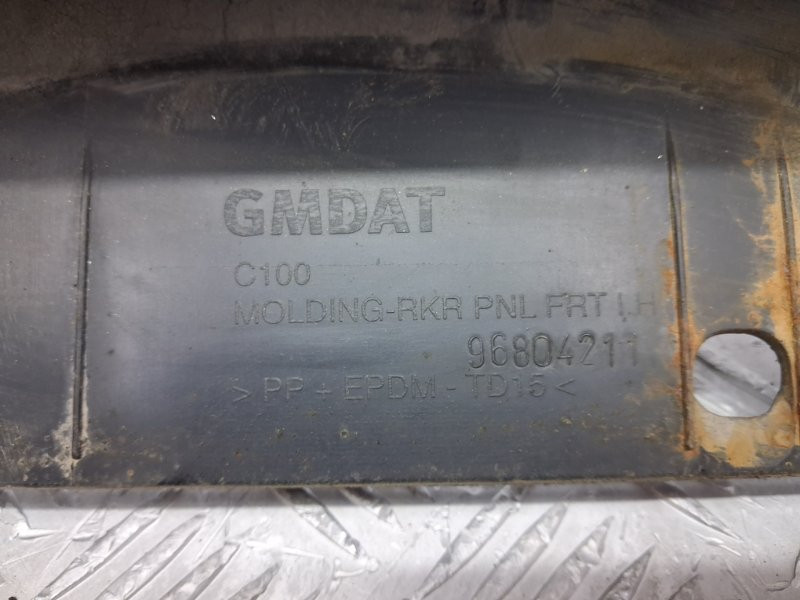 GMDAT
C100
MOLDING-RKR PNL FRT LH
96804211
> PP + EPDM - TD15 <